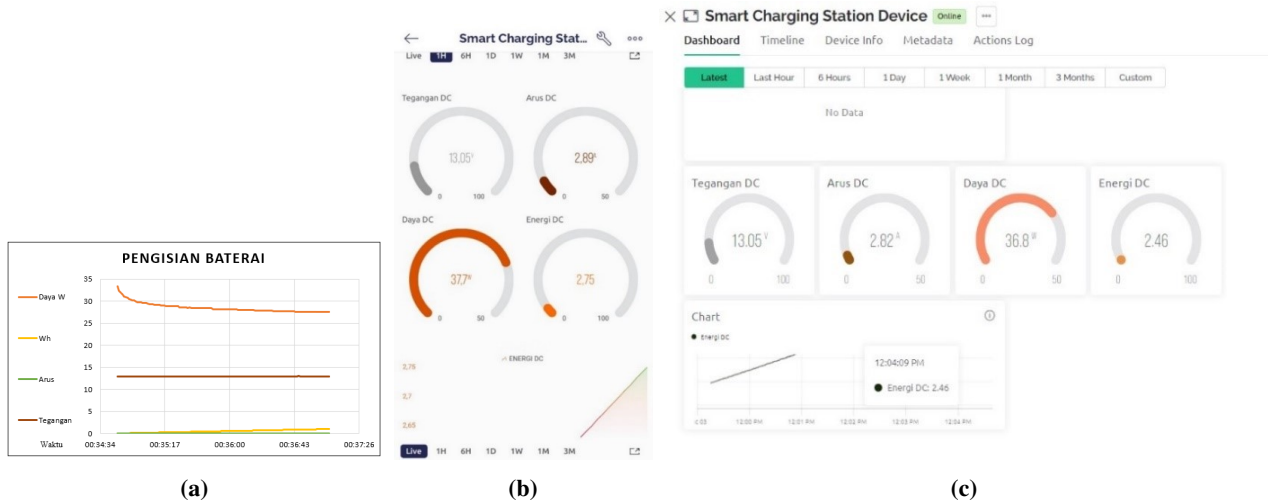 PENGISIAN BATERAI
35
30
25
20
15
10
5
0
Daya W
Wh
Arus
Tegangan
Waktu
00:34:34 00:35:17 00:36:00 00:36:43 00:37:26
(a)
Smart Charging Stat...
Live 1H 6H 1D 1W 1M 3M
Tegangan DC Arus DC
13.05V 2,89A
0 100 0 50
Daya DC Energi DC
37,7W 2,75
0 50 0 100
ENERGI DC
2,75
2,7
2,65
Live 1H 6H 1D 1W 1M 3M
(b)
Smart Charging Station Device Online
Dashboard Timeline Device Info Metadata Actions Log
Latest Last Hour 6 Hours 1 Day 1 Week 1 Month 3 Months Custom
No Data
Tegangan DC Arus DC Daya DC Energi DC
13.05 V 2.82 A 36.8 W 2.46
0 100 0 50 0 50 0 100
Chart
Energi DC
12:04:09 PM
Energi DC: 2.46
12:00 PM 12:01 PM 12:02 PM 12:03 PM 12:04 PM
(c)